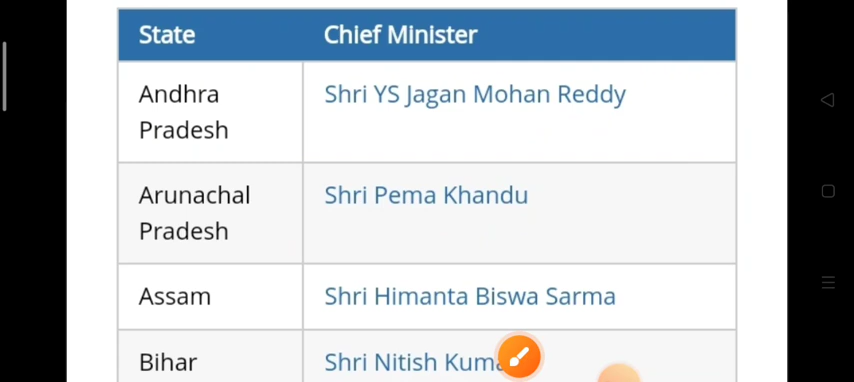 State Chief Minister
Andhra Shri YS Jagan Mohan Reddy
Pradesh
Arunachal Shri Pema Khandu
Pradesh
Assam Shri Himanta Biswa Sarma
Bihar Shri Nitish